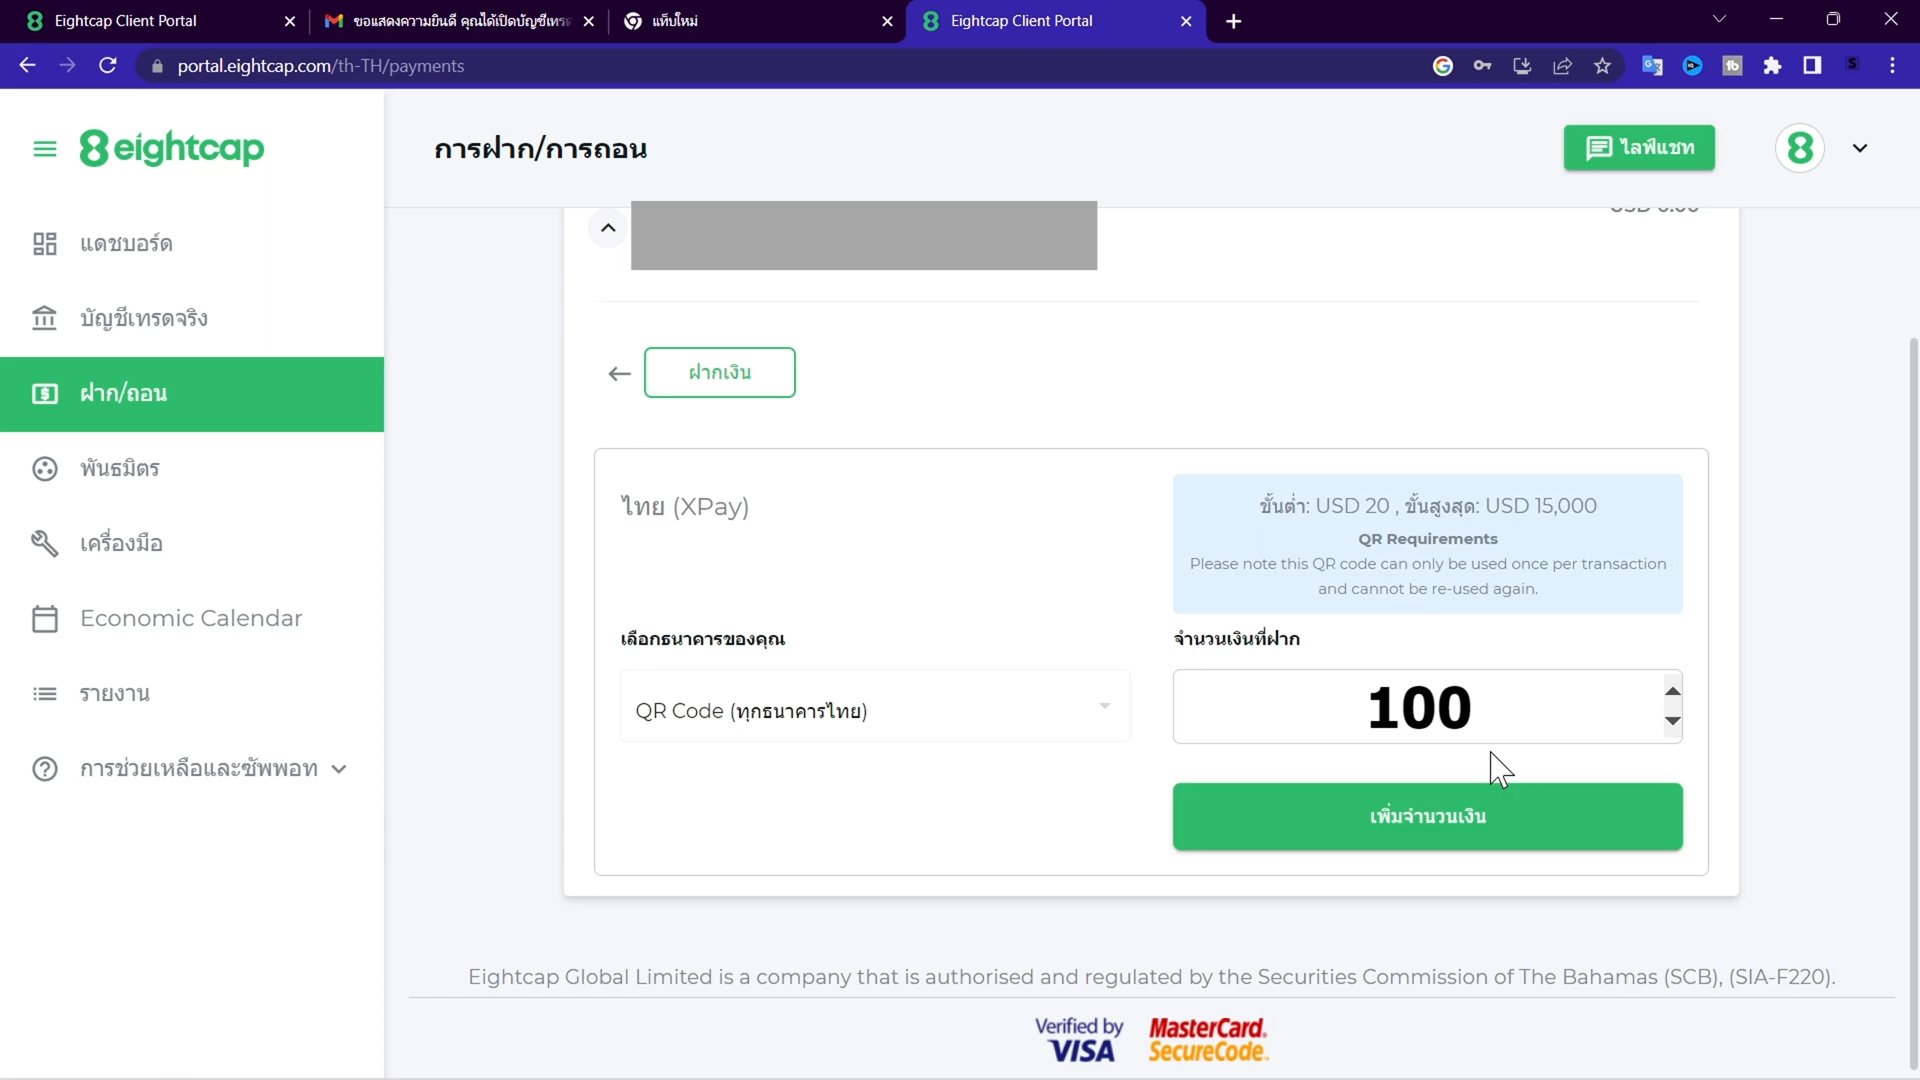 Eightcap Client Portal
ขอแสดงความยินดี คุณได้เปิดบัญชีเทรด
แท็บใหม่
Eightcap Client Portal
portal.eightcap.com/th-TH/payments
8 eightcap
การฝาก/การถอน
ไลฟ์แชท
แดชบอร์ด
บัญชีเทรดจริง
ฝาก/ถอน
พันธมิตร
เครื่องมือ
Economic Calendar
รายงาน
การช่วยเหลือและซัพพอท
ฝากเงิน
ไทย (XPay)
ขั้นต่ำ: USD 20 , ขั้นสูงสุด: USD 15,000
QR Requirements
Please note this QR code can only be used once per transaction
and cannot be re-used again.
เลือกธนาคารของคุณ
จำนวนเงินที่ฝาก
QR Code (ทุกธนาคารไทย)
100
เพิ่มจำนวนเงิน
Eightcap Global Limited is a company that is authorised and regulated by the Securities Commission of The Bahamas (SCB), (SIA-F220).
Verified by
VISA
MasterCard.
SecureCode.